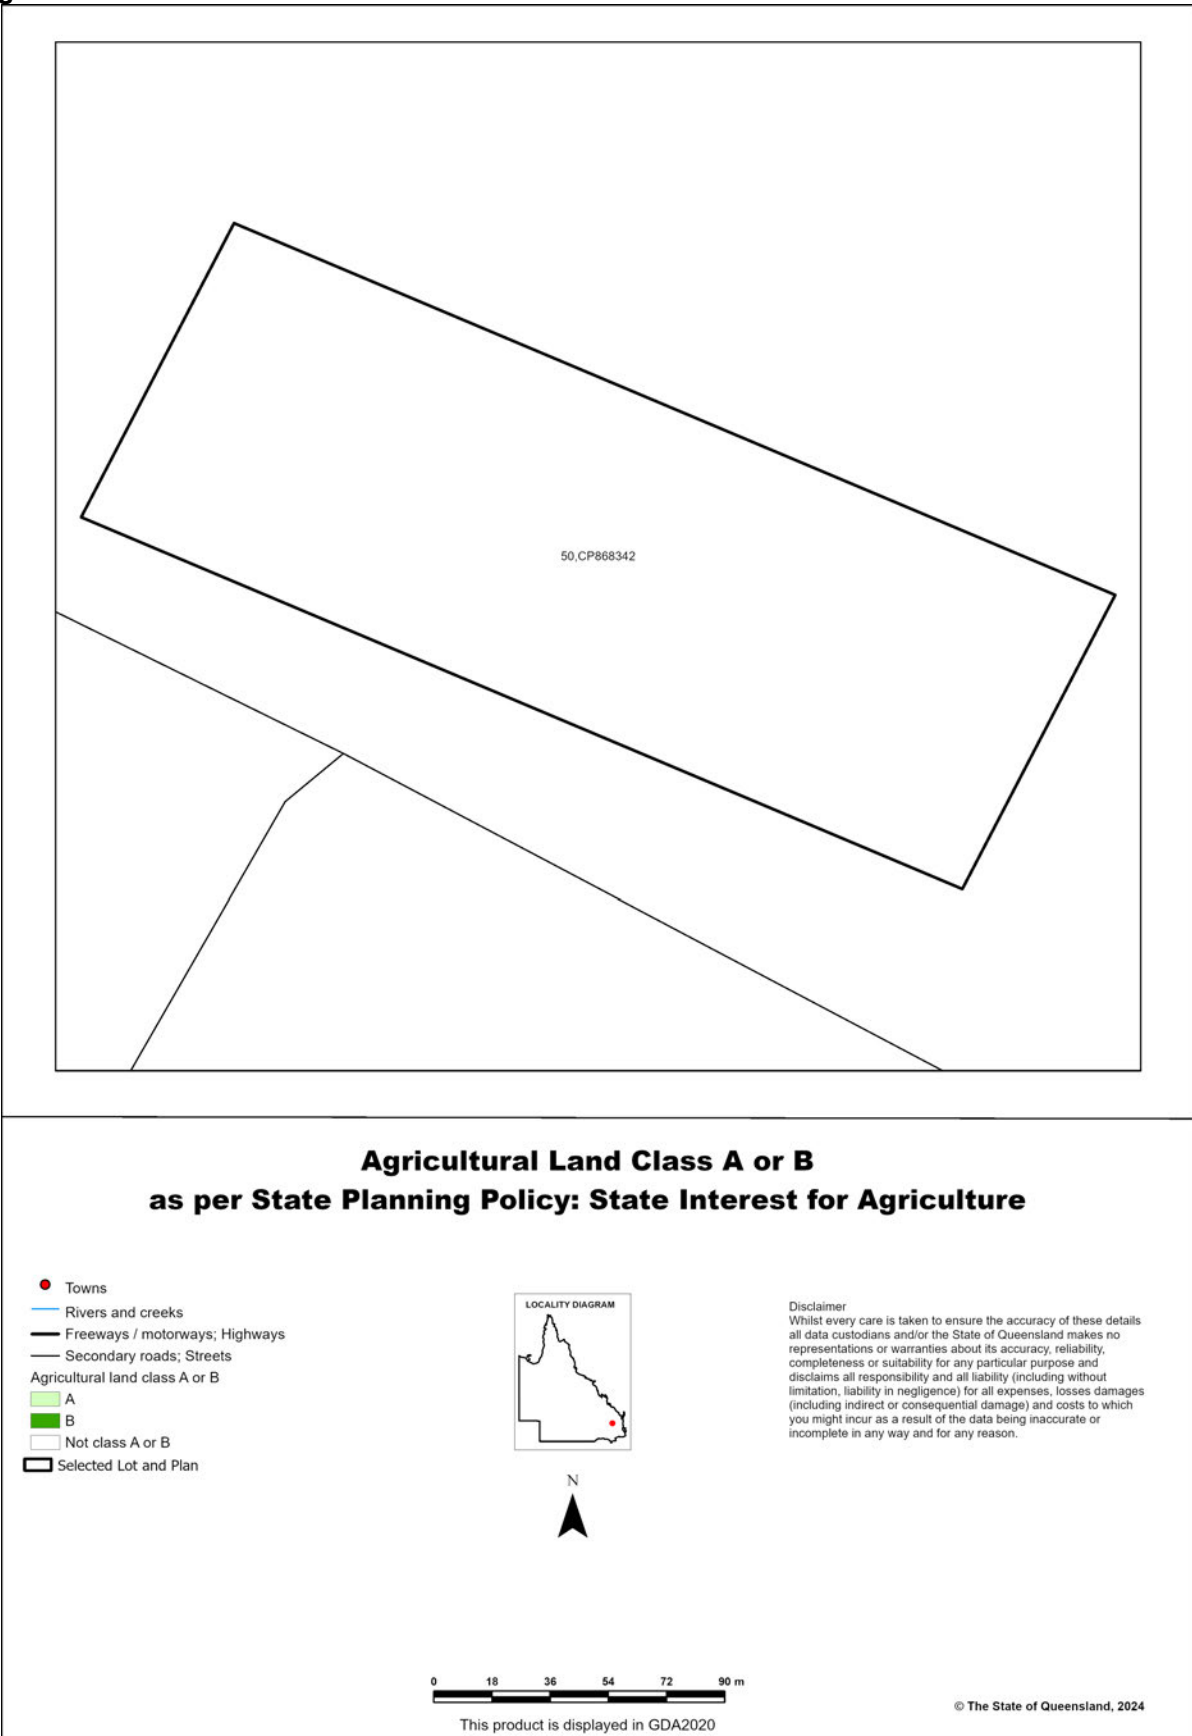 50,CP868342
Agricultural Land Class A or B
as per State Planning Policy: State Interest for Agriculture
Towns
Rivers and creeks
Freeways / motorways; Highways
Secondary roads; Streets
Agricultural land class A or B
A
B
Not class A or B
Selected Lot and Plan
LOCALITY DIAGRAM
N
Disclaimer
Whilst every care is taken to ensure the accuracy of these details
all data custodians and/or the State of Queensland makes no
representations or warranties about its accuracy, reliability,
completeness or suitability for any particular purpose and
disclaims all responsibility and all liability (including without
limitation, liability in negligence) for all expenses, losses damages
(including indirect or consequential damage) and costs to which
you might incur as a result of the data being inaccurate or
incomplete in any way and for any reason.
0 18 36 54 72 90 m
This product is displayed in GDA2020
© The State of Queensland, 2024